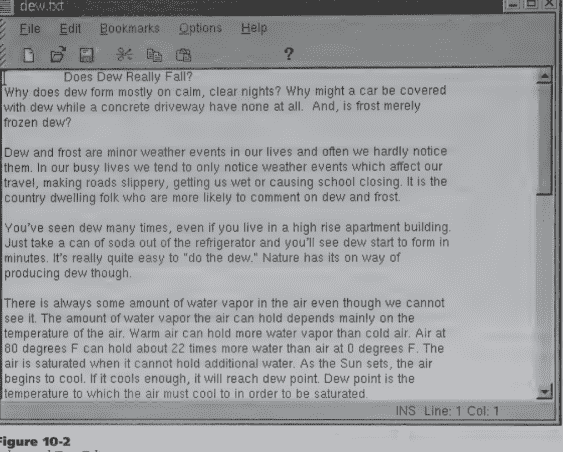 dew.txt
File Edit Bookmarks Options Help
?
Does Dew Really Fall?
Why does dew form mostly on calm, clear nights? Why might a car be covered
with dew while a concrete driveway have none at all. And, is frost merely
frozen dew?
Dew and frost are minor weather events in our lives and often we hardly notice
them. In our busy lives we tend to only notice weather events which affect our
travel, making roads slippery, getting us wet or causing school closing. It is the
country dwelling folk who are more likely to comment on dew and frost.
You've seen dew many times, even if you live in a high rise apartment building.
Just take a can of soda out of the refrigerator and you'll see dew start to form in
minutes. It's really quite easy to "do the dew." Nature has its on way of
producing dew though.
There is always some amount of water vapor in the air even though we cannot
see it. The amount of water vapor the air can hold depends mainly on the
temperature of the air. Warm air can hold more water vapor than cold air. Air at
80 degrees F can hold about 22 times more water than air at 0 degrees F. The
air is saturated when it cannot hold additional water. As the Sun sets, the air
begins to cool. If it cools enough, it will reach dew point. Dew point is the
temperature to which the air must cool to in order to be saturated.
INS Line: 1 Col: 1
Figure 10-2